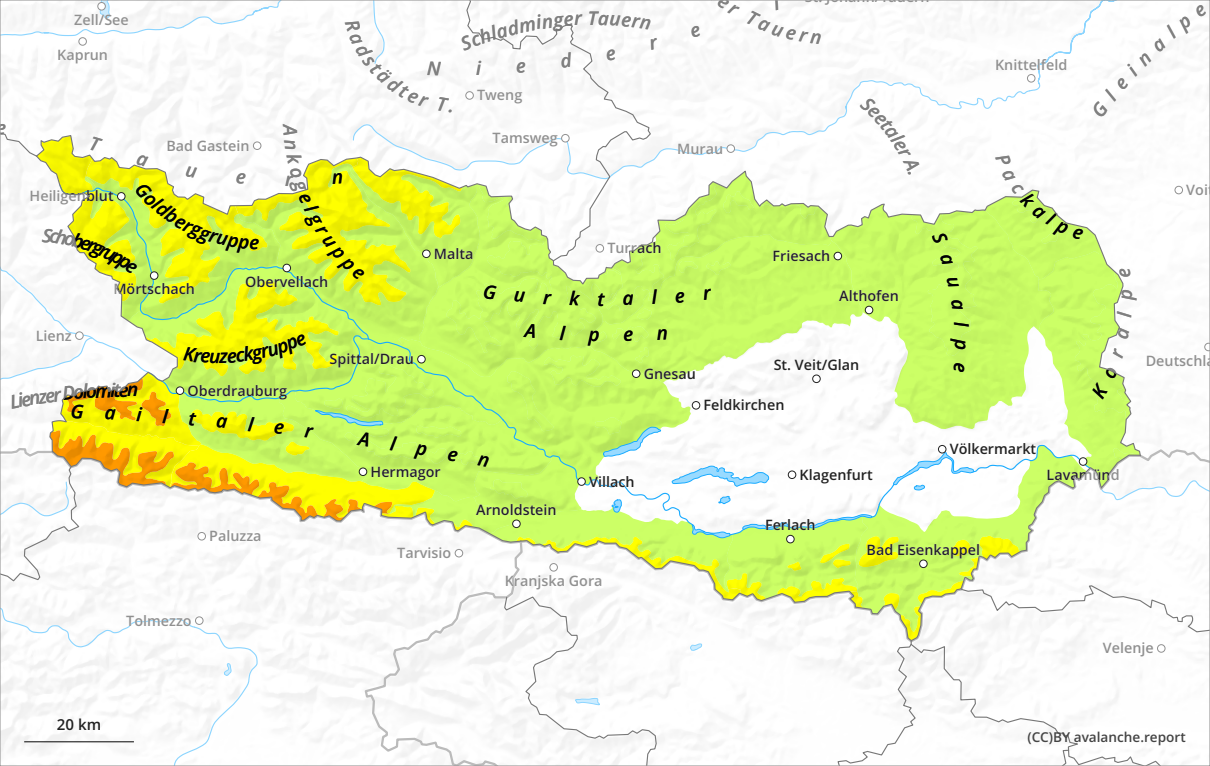 Zell/See
Kaprun
Radstädter T.
Schladminger Tauern
er Tauern
Niedere
Tweng
Tamsweg
Murau
Knittelfeld
Gleinalpe
Seetaler A.
Packalpe
Tauern
Bad Gastein
Ankogelgruppe
Heiligenblut
Goldberggruppe
Schobergruppe
Mörtschach
Obervellach
Malta
Turrach
Friesach
Gurktaler
Alpen
Althofen
Saualpe
Koralpe
Lienz
Kreuzeckgruppe
Spittal/Drau
Gnesau
St. Veit/Glan
Deutschla
Lienzer Dolomiten
Oberdrauburg
Feldkirchen
Gailtaler Alpen
Völkermarkt
Hermagor
Villach
Klagenfurt
Lavamünd
Arnoldstein
Ferlach
Paluzza
Tarvisio
Bad Eisenkappel
Kranjska Gora
Tolmezzo
Velenje
20 km
(CC)BY avalanche.report